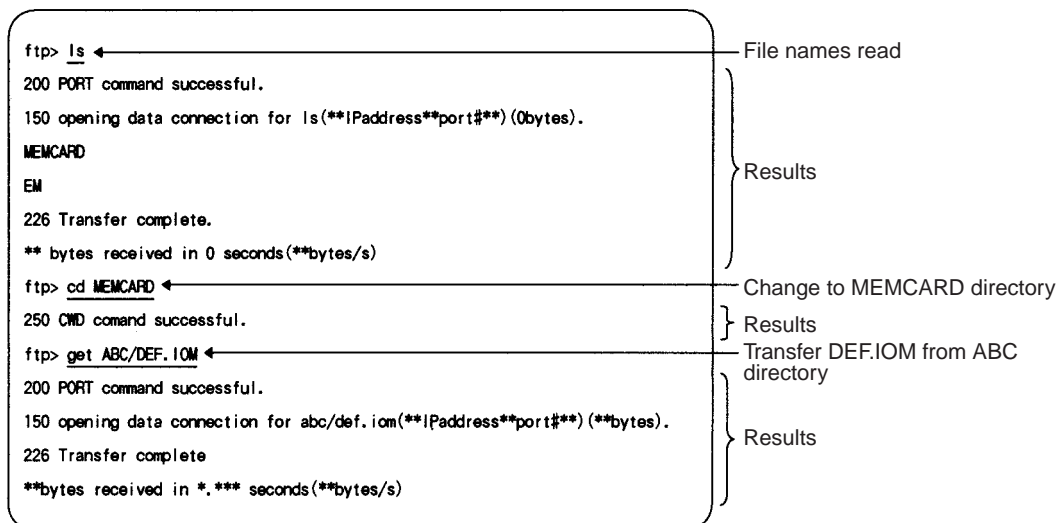 ftp> ls
File names read
200 PORT command successful.
150 opening data connection for ls(**IPaddress**port#**)(0bytes).
MEMCARD
EM
226 Transfer complete.
** bytes received in 0 seconds(**bytes/s)
Results
ftp> cd MEMCARD
Change to MEMCARD directory
250 CWD comand successful.
Results
ftp> get ABC/DEF.IOM
Transfer DEF.IOM from ABC
directory
200 PORT command successful.
150 opening data connection for abc/def.iom(**IPaddress**port#**)(**bytes).
226 Transfer complete
**bytes received in *.*** seconds(**bytes/s)
Results